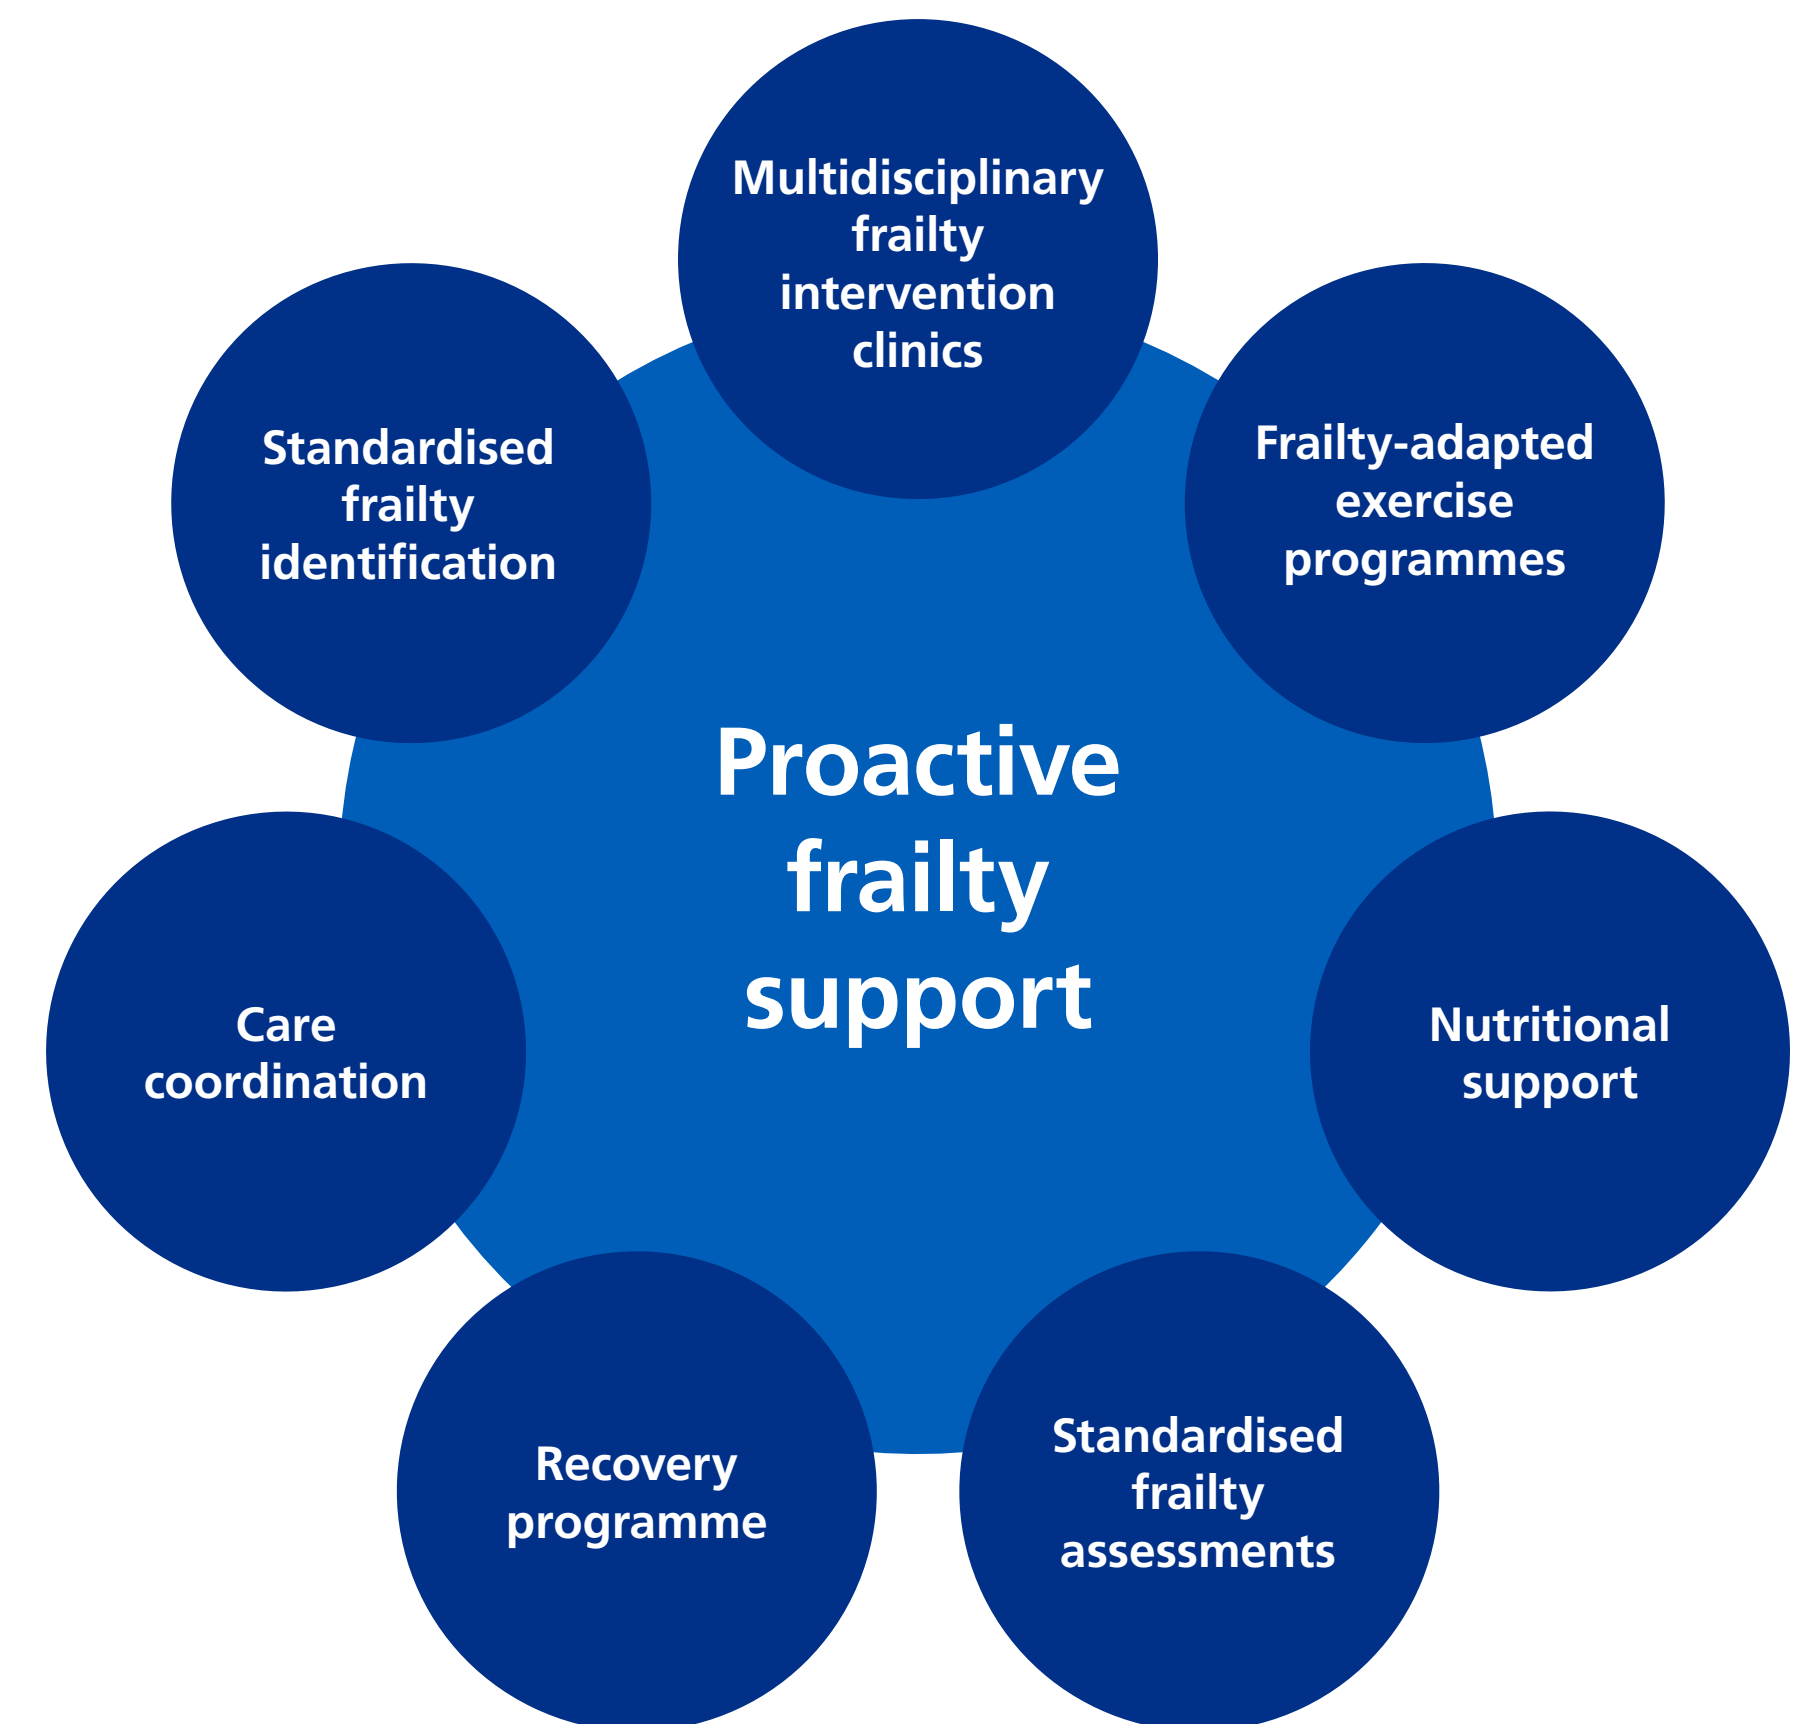 Multidisciplinary
frailty
intervention
clinics
Frailty-adapted
exercise
programmes
Standardised
frailty
identification
Proactive
frailty
support
Care
coordination
Nutritional
support
Recovery
programme
Standardised
frailty
assessments